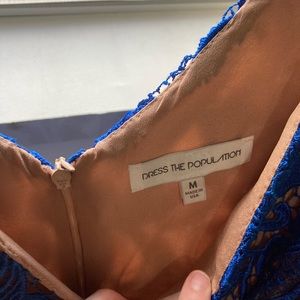 DRESS THE POPULATION
M
MADE IN
USA